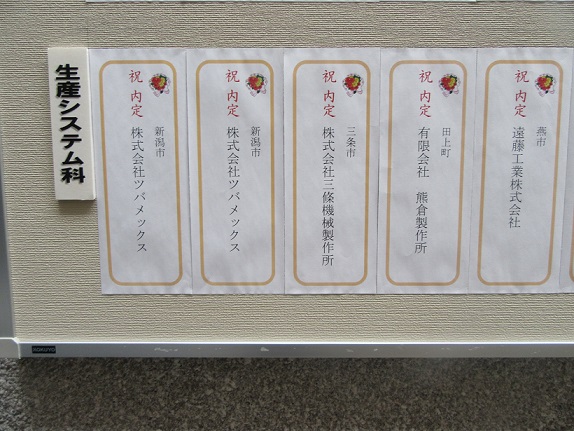 生産システム科
祝 内定
新潟市
株式会社ツバメックス
祝 内定
新潟市
株式会社ツバメックス
祝 内定
三条市
株式会社三條機械製作所
祝 内定
田上町
有限会社 熊倉製作所
祝 内定
燕市
遠藤工業株式会社